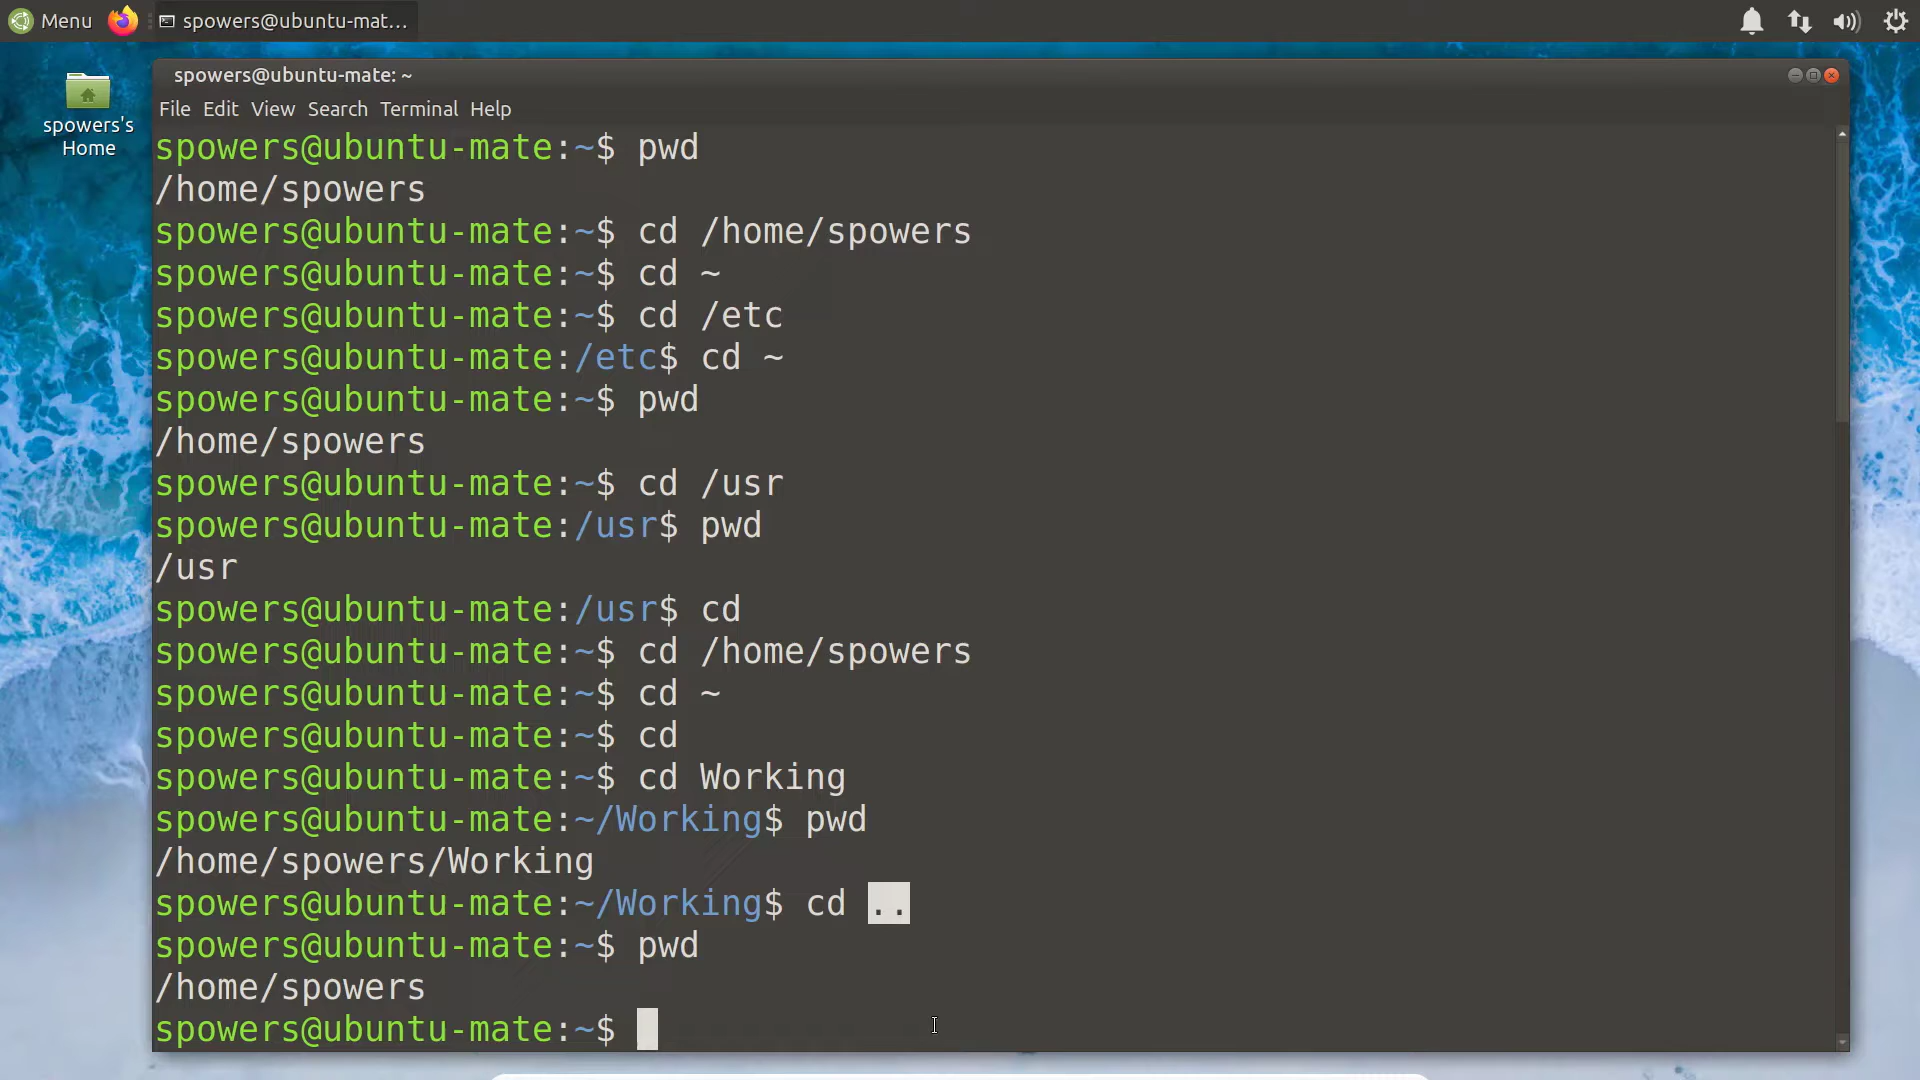 Menu
spowers@ubuntu-mat...
spowers's
Home
spowers@ubuntu-mate: ~
File Edit View Search Terminal Help
spowers@ubuntu-mate:~$ pwd
/home/spowers
spowers@ubuntu-mate:~$ cd /home/spowers
spowers@ubuntu-mate:~$ cd ~
spowers@ubuntu-mate:~$ cd /etc
spowers@ubuntu-mate:/etc$ cd ~
spowers@ubuntu-mate:~$ pwd
/home/spowers
spowers@ubuntu-mate:~$ cd /usr
spowers@ubuntu-mate:/usr$ pwd
/usr
spowers@ubuntu-mate:/usr$ cd
spowers@ubuntu-mate:~$ cd /home/spowers
spowers@ubuntu-mate:~$ cd ~
spowers@ubuntu-mate:~$ cd
spowers@ubuntu-mate:~$ cd Working
spowers@ubuntu-mate:~/Working$ pwd
/home/spowers/Working
spowers@ubuntu-mate:~/Working$ cd ..
spowers@ubuntu-mate:~$ pwd
/home/spowers
spowers@ubuntu-mate:~$